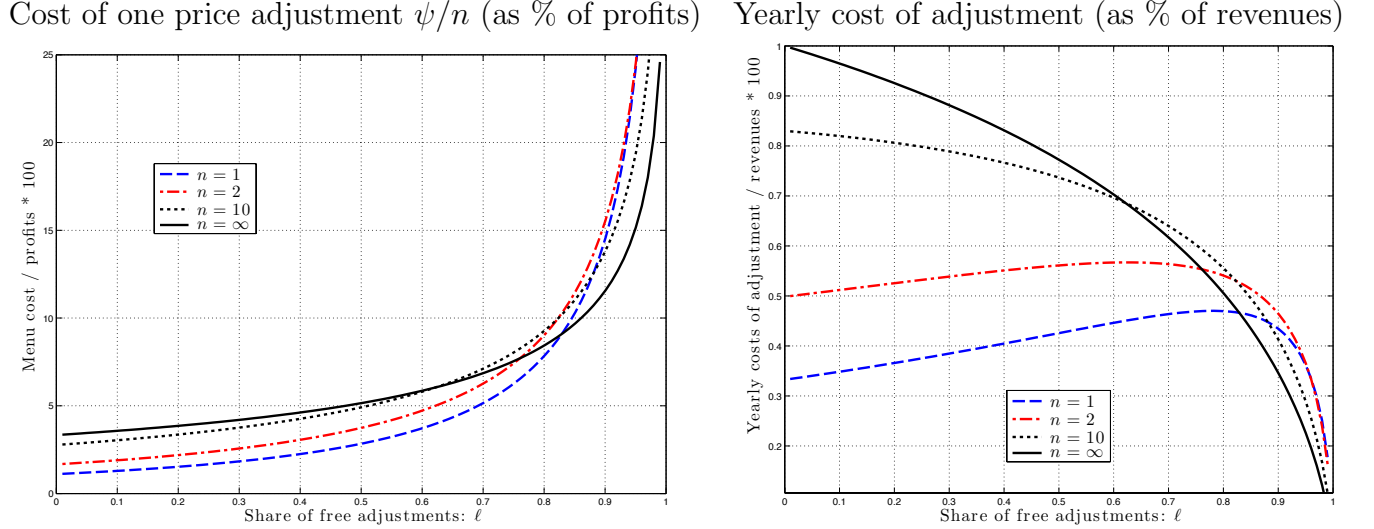 Cost of one price adjustment ψ/n (as % of profits)
Menu cost / profits * 100
25
20
15
10
5
0
n = 1
n = 2
n = 10
n = ∞
0 0.1 0.2 0.3 0.4 0.5 0.6 0.7 0.8 0.9 1
Share of free adjustments: ℓ
Yearly cost of adjustment (as % of revenues)
Yearly costs of adjustment / revenues * 100
1
0.9
0.8
0.7
0.6
0.5
0.4
0.3
0.2
n = 1
n = 2
n = 10
n = ∞
0 0.1 0.2 0.3 0.4 0.5 0.6 0.7 0.8 0.9 1
Share of free adjustments: ℓ